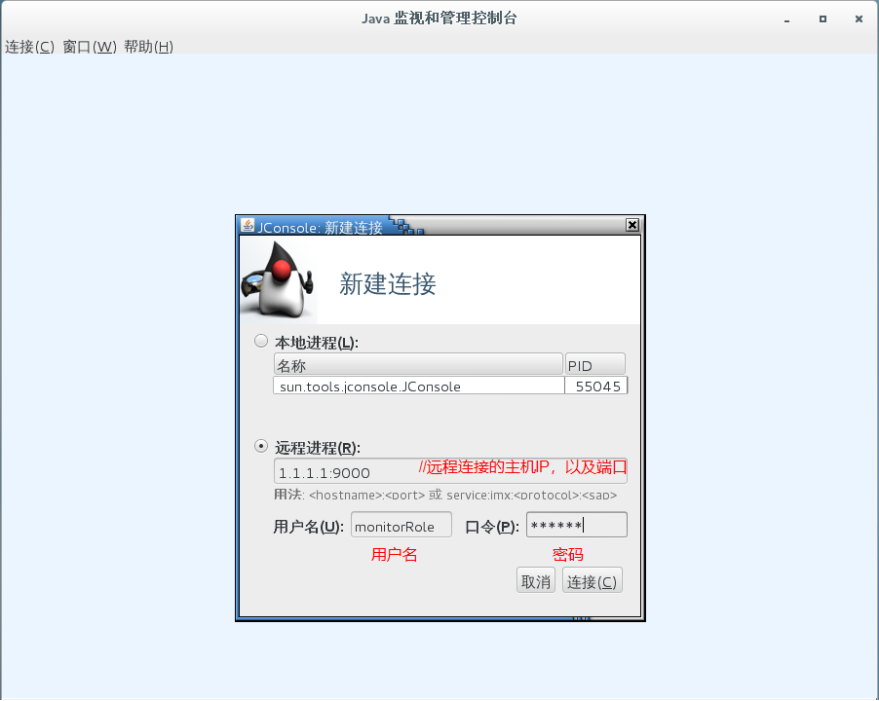 Java 监视和管理控制台
连接(C) 窗口(W) 帮助(H)
JConsole: 新建连接
新建连接
本地进程(L):
名称 PID
sun.tools.jconsole.JConsole 55045
远程进程(R):
1.1.1.1:9000 //远程连接的主机IP，以及端口
用法: <hostname>:<port> 或 service:jmx:<protocol>:<sap>
用户名(U): monitorRole 口令(P): ******
用户名 密码
取消 连接(C)